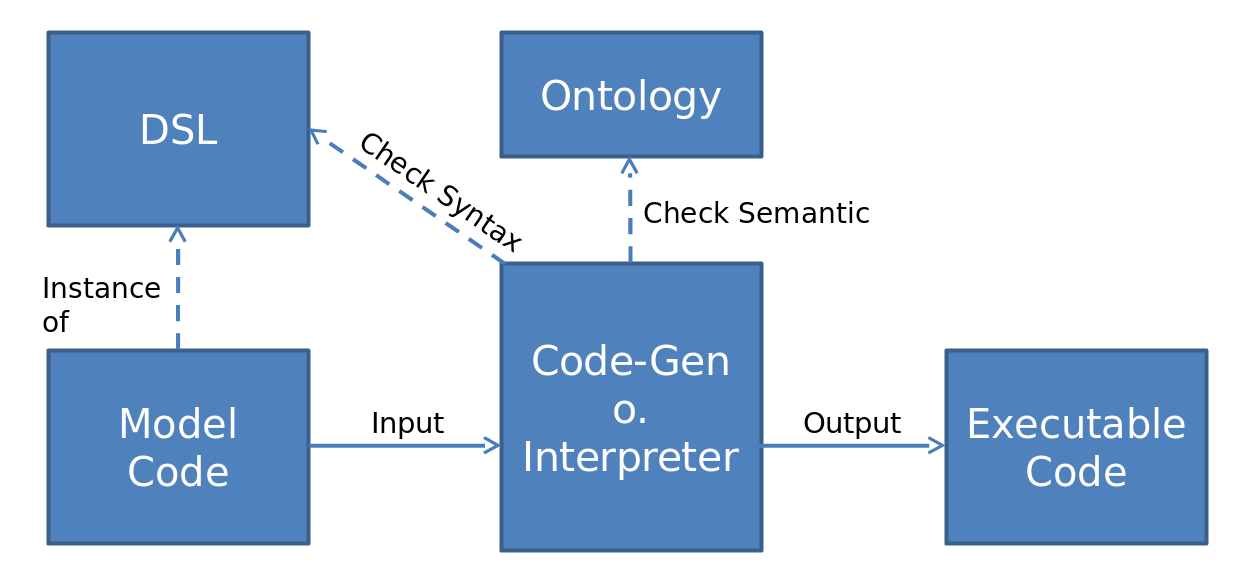 DSL
Ontology
Check Syntax
Check Semantic
Instance
of
Model
Code
Input
Code-Gen
o.
Interpreter
Output
Executable
Code